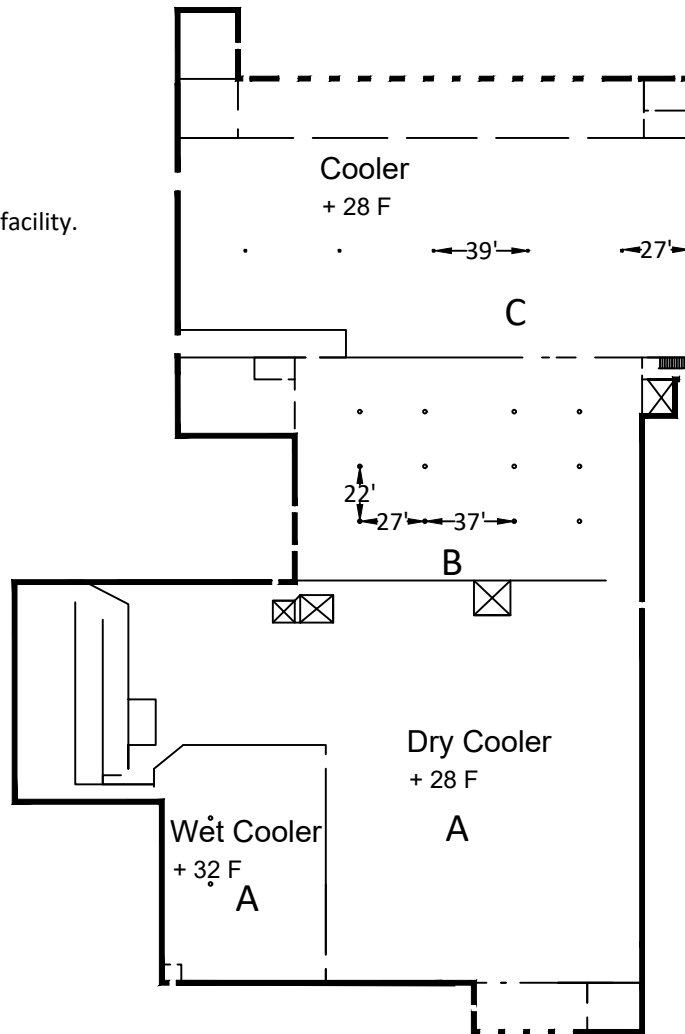 Cooler
+ 28 F
facility.
39'
27'
C
22'
27'
37'
B
Dry Cooler
+ 28 F
Wet Cooler
A
+ 32 F
A